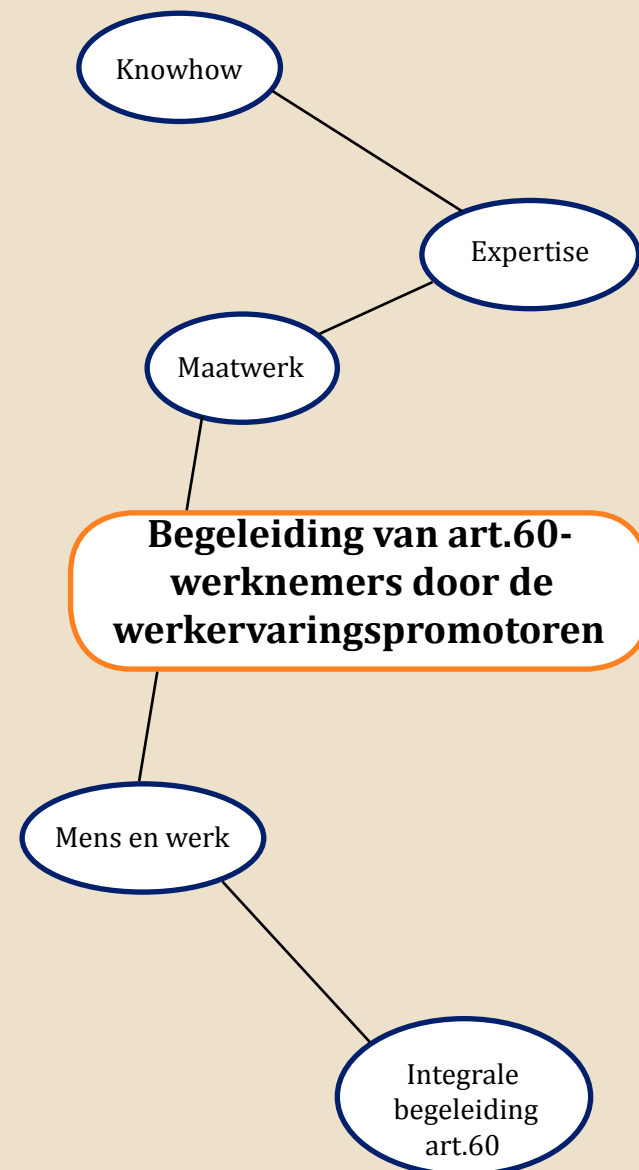 Knowhow
Expertise
Maatwerk
Begeleiding van art.60-
werknemers door de
werkervaringspromotoren
Mens en werk
Integrale
begeleiding
art.60